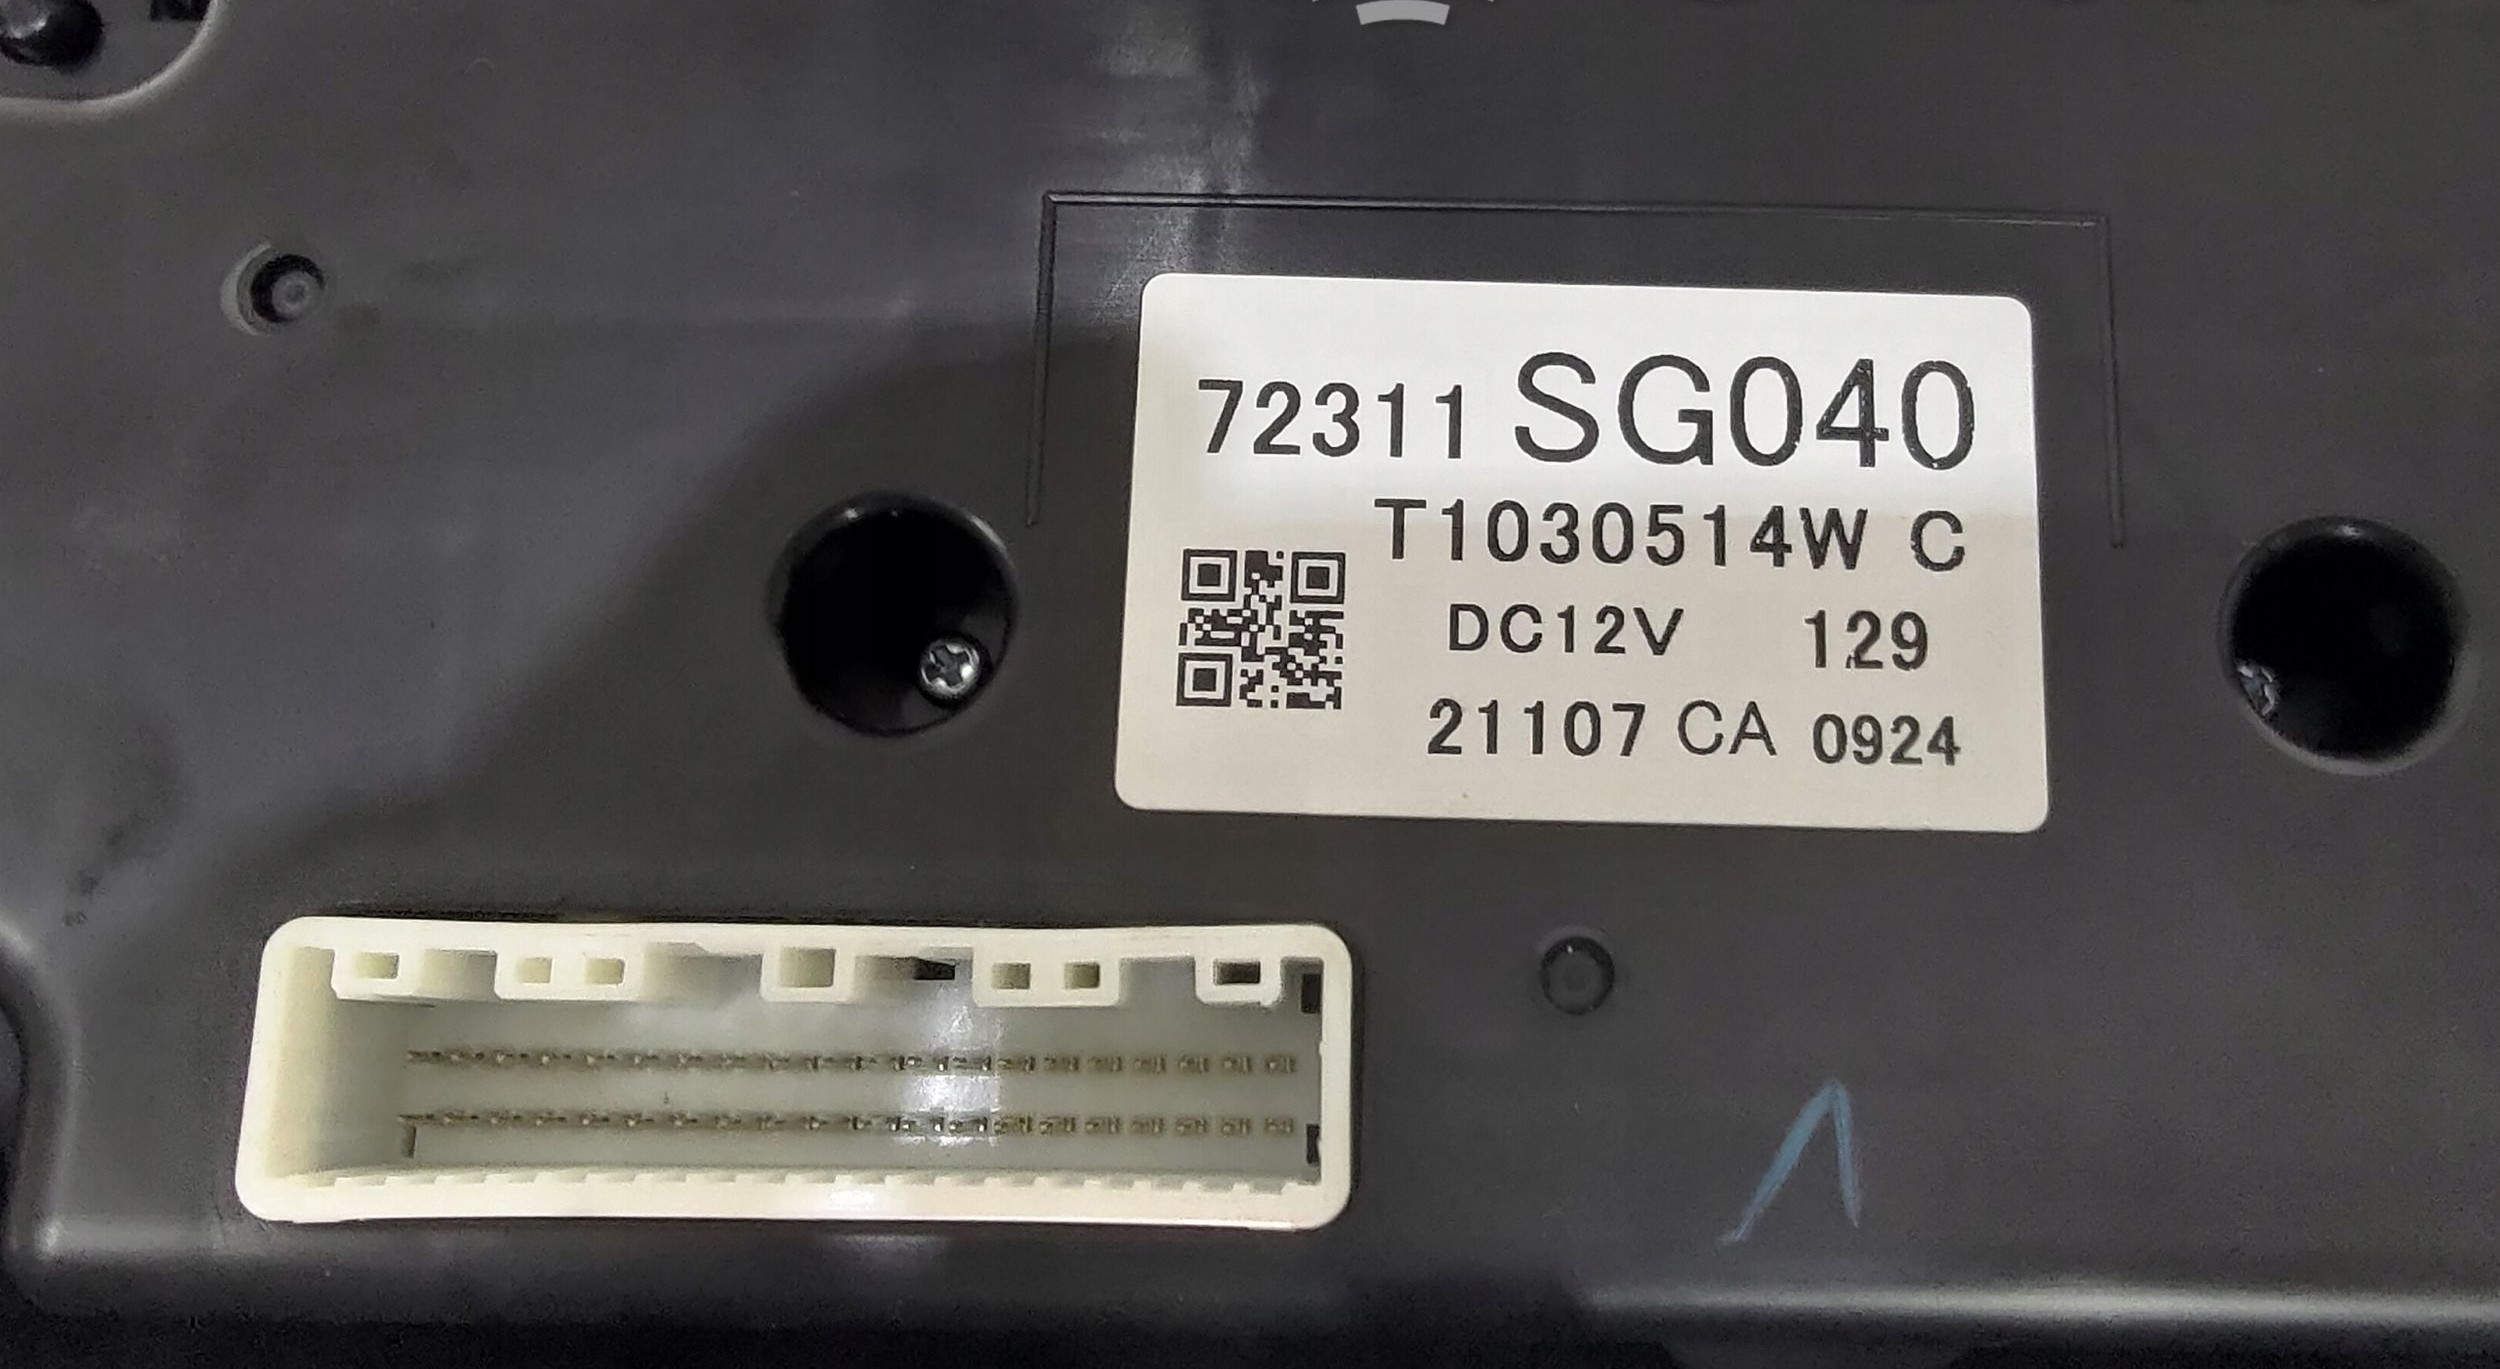 72311 SG040
T1030514W C
DC12V 129
21107 CA 0924